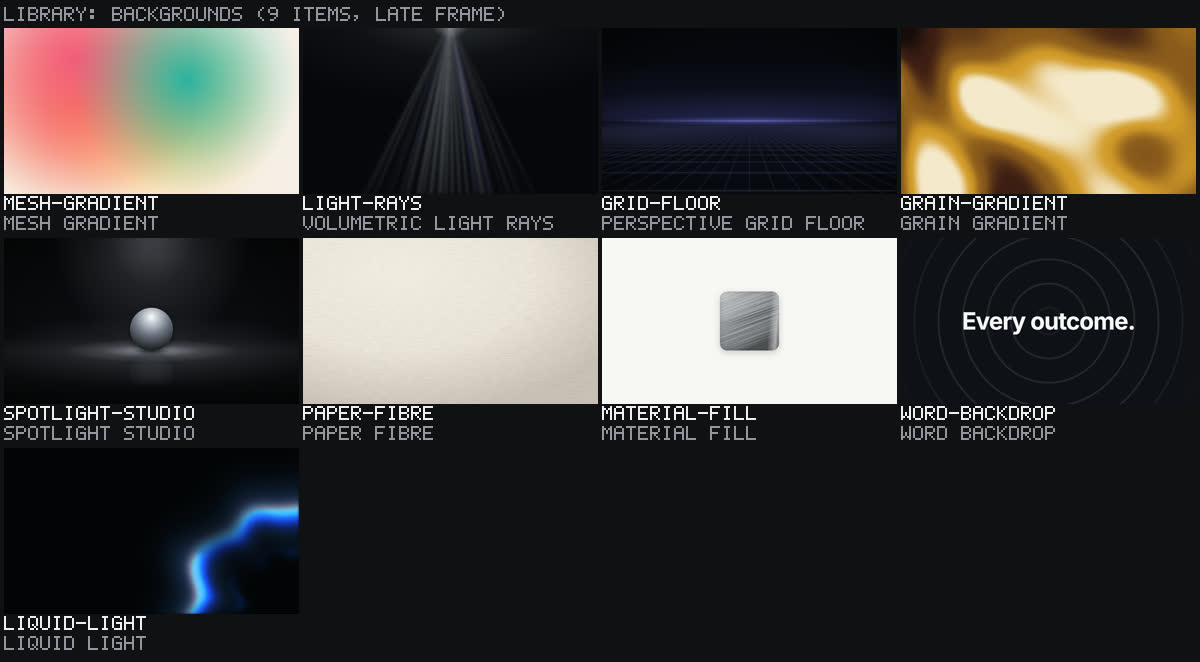 LIBRARY: BACKGROUNDS (9 ITEMS, LATE FRAME)
MESH-GRADIENT
MESH GRADIENT
LIGHT-RAYS
VOLUMETRIC LIGHT RAYS
GRID-FLOOR
PERSPECTIVE GRID FLOOR
GRAIN-GRADIENT
GRAIN GRADIENT
SPOTLIGHT-STUDIO
SPOTLIGHT STUDIO
PAPER-FIBRE
PAPER FIBRE
MATERIAL-FILL
MATERIAL FILL
Every outcome.
WORD-BACKDROP
WORD BACKDROP
LIQUID-LIGHT
LIQUID LIGHT